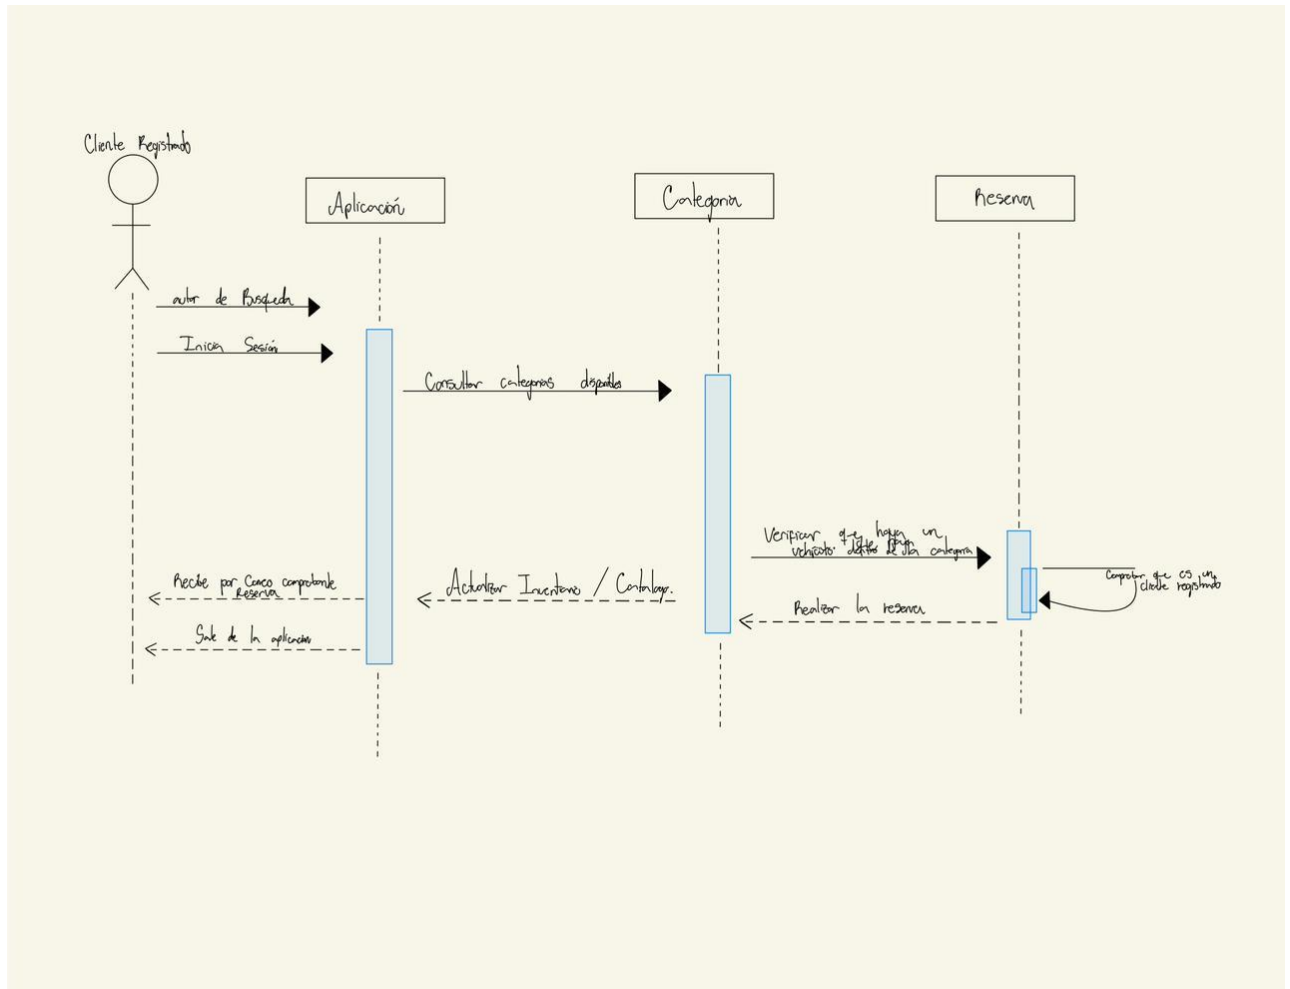 Cliente Registrado
Aplicación
Categoria
Reserva
autor de Busqueda
Inicia Sesión
Consultar categorias disponibles
Verificar que haya un
vehiculo dentro de la categoria
Comprobar que es un
cliente registrado
Recibe por Correo comprobante
Reserva
Actualizar Inventario / Catalogo.
Realizar la reserva
Sale de la aplicacion